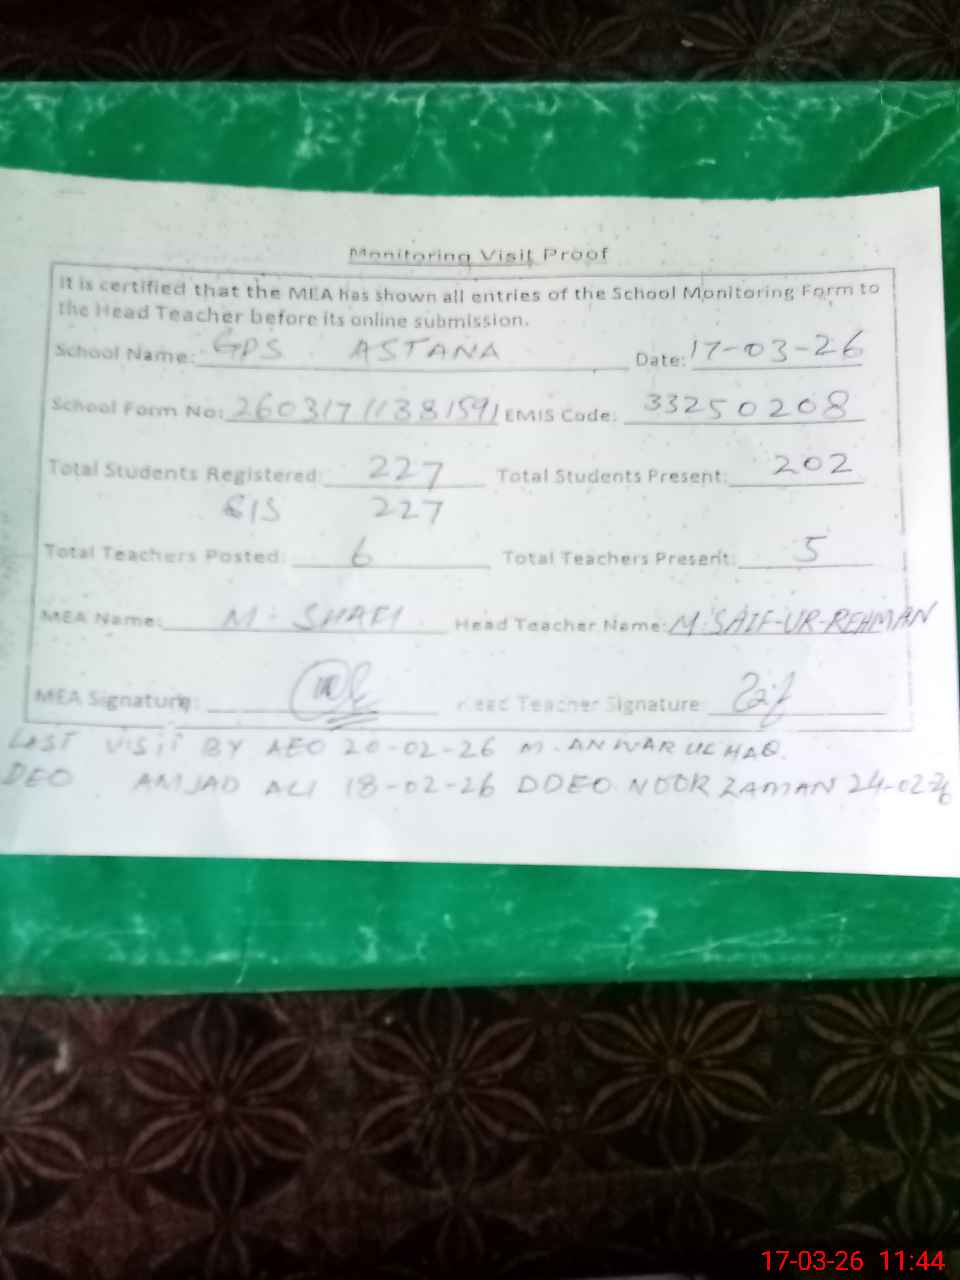 Monitoring Visit Proof
It is certified that the MEA has shown all entries of the School Monitoring Form to
the Head Teacher before its online submission.
School Name: GPS ASTANA Date: 17-03-26
School Form No: 26031711381591 EMIS Code: 33250208
Total Students Registered: 227 Total Students Present: 202
SIS 227
Total Teachers Posted: 6 Total Teachers Present: 5
MEA Name: M. SHAFI Head Teacher Name: M. SAIF-UR-REHMAN
MEA Signature: Head Teacher Signature: Saif
LAST VISIT BY AEO 20-02-26 M. ANWAR UL HAQ.
DEO AMJAD ALI 18-02-26 DDEO NOOR ZAMAN 24-02-26
17-03-26 11:44